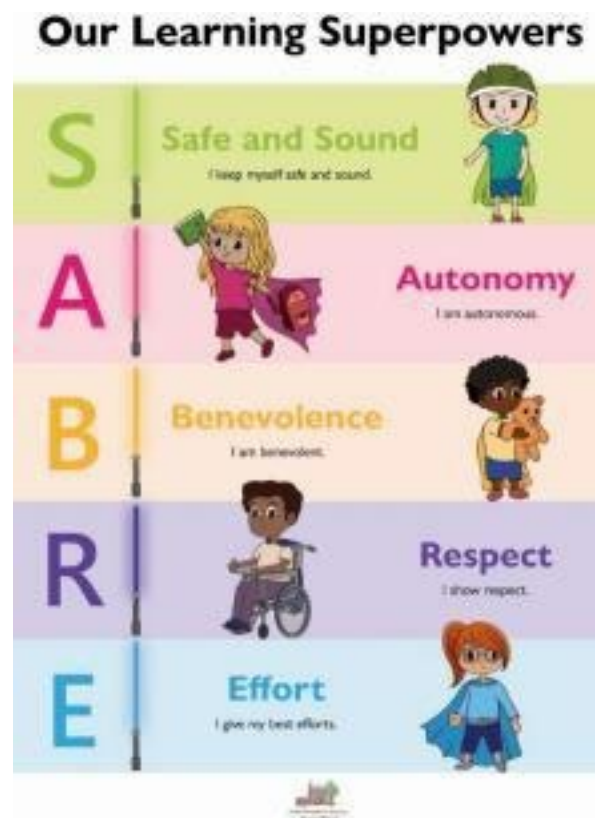 Our Learning Superpowers
S
Safe and Sound
I keep myself safe and sound.
A
Autonomy
I am autonomous.
B
Benevolence
I am benevolent.
R
Respect
I show respect.
E
Effort
I give my best efforts.